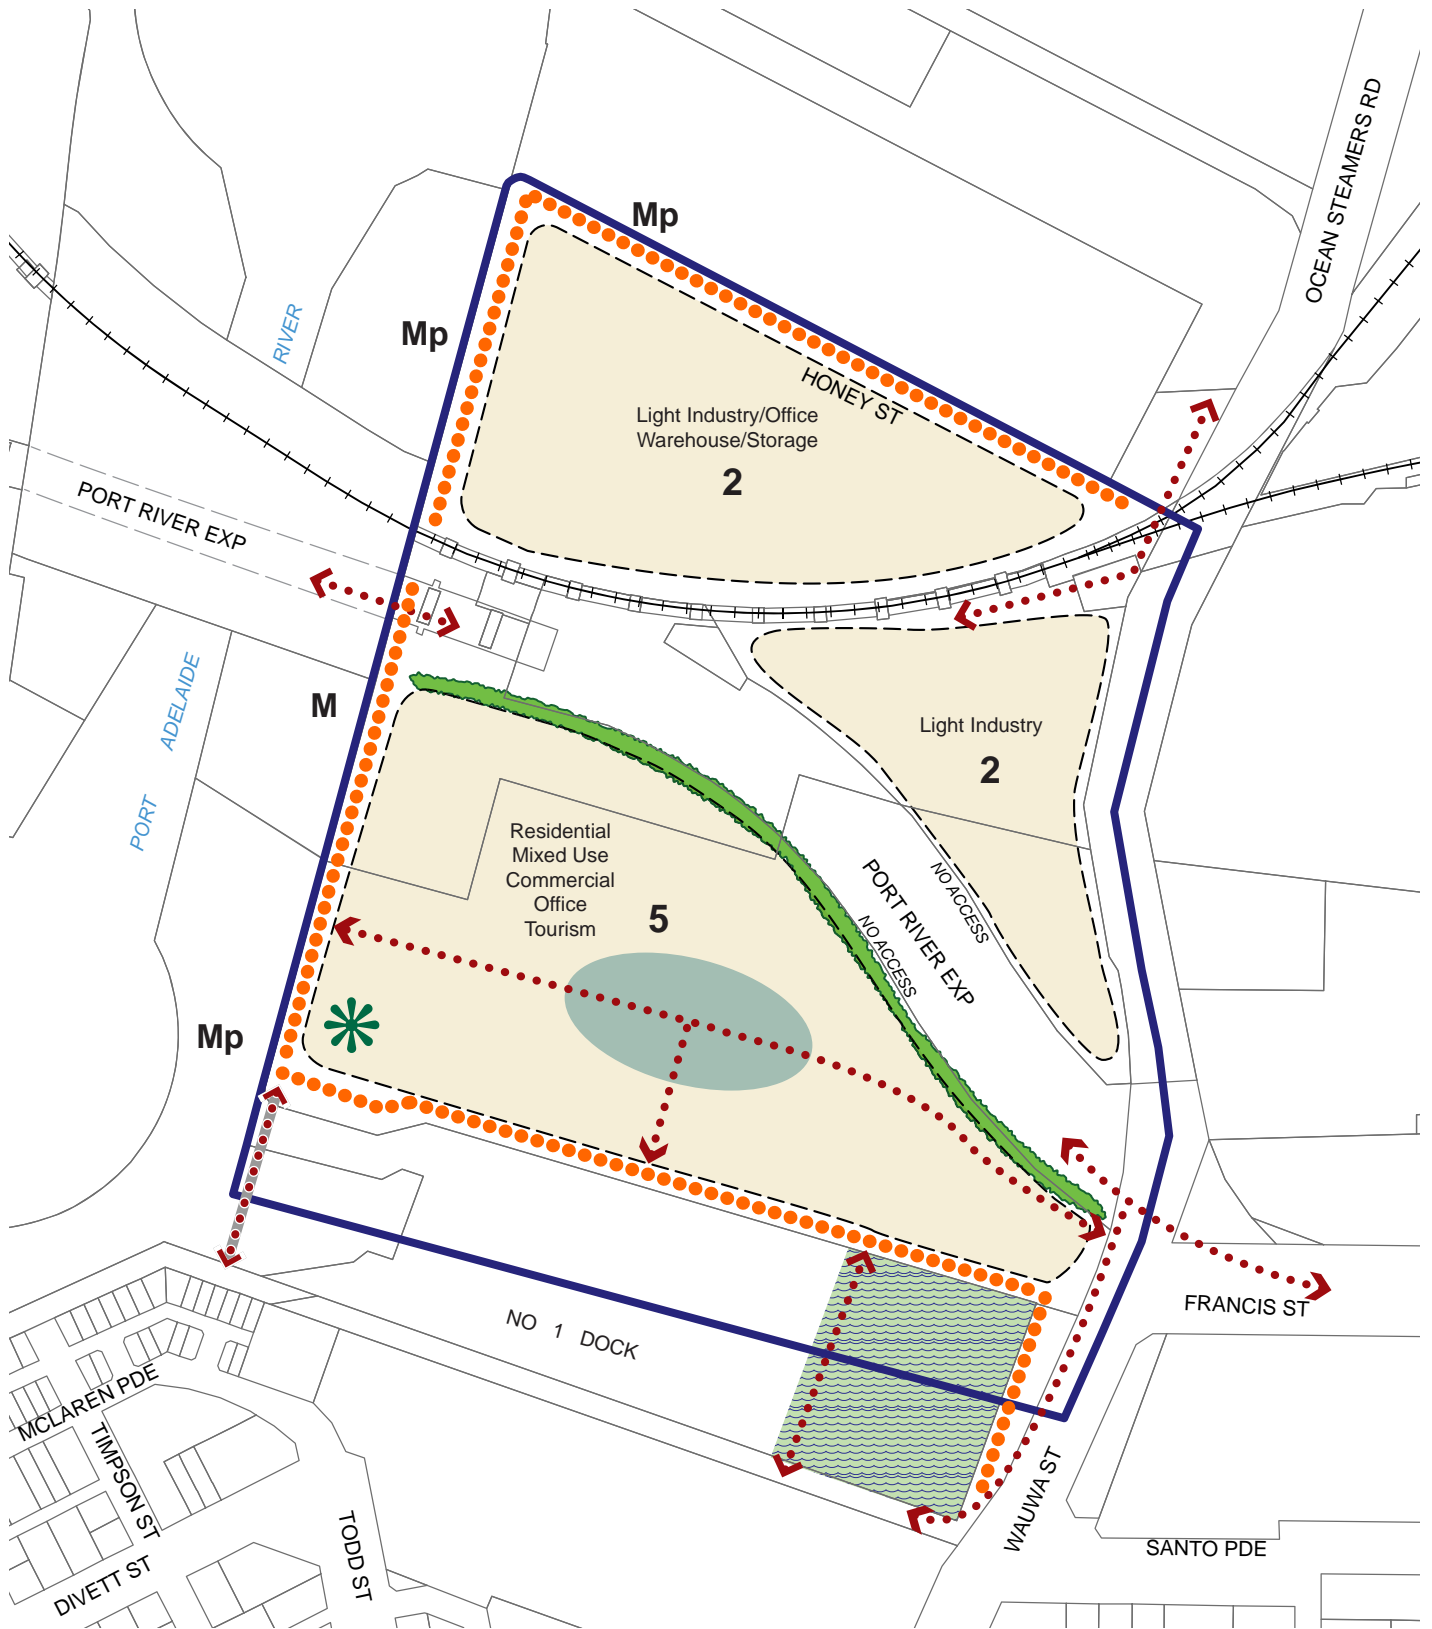 OCEAN STEAMERS RD
Mp
RIVER
Mp
HONEY ST
Light Industry/Office
Warehouse/Storage
2
PORT RIVER EXP
ADELAIDE
M
Light Industry
2
PORT
Residential
Mixed Use
Commercial
Office
Tourism
5
PORT RIVER EXP
NO ACCESS
NO ACCESS
Mp
FRANCIS ST
NO 1 DOCK
MCLAREN PDE
TIMPSON ST
WAUWA ST
TODD ST
SANTO PDE
DIVETT ST